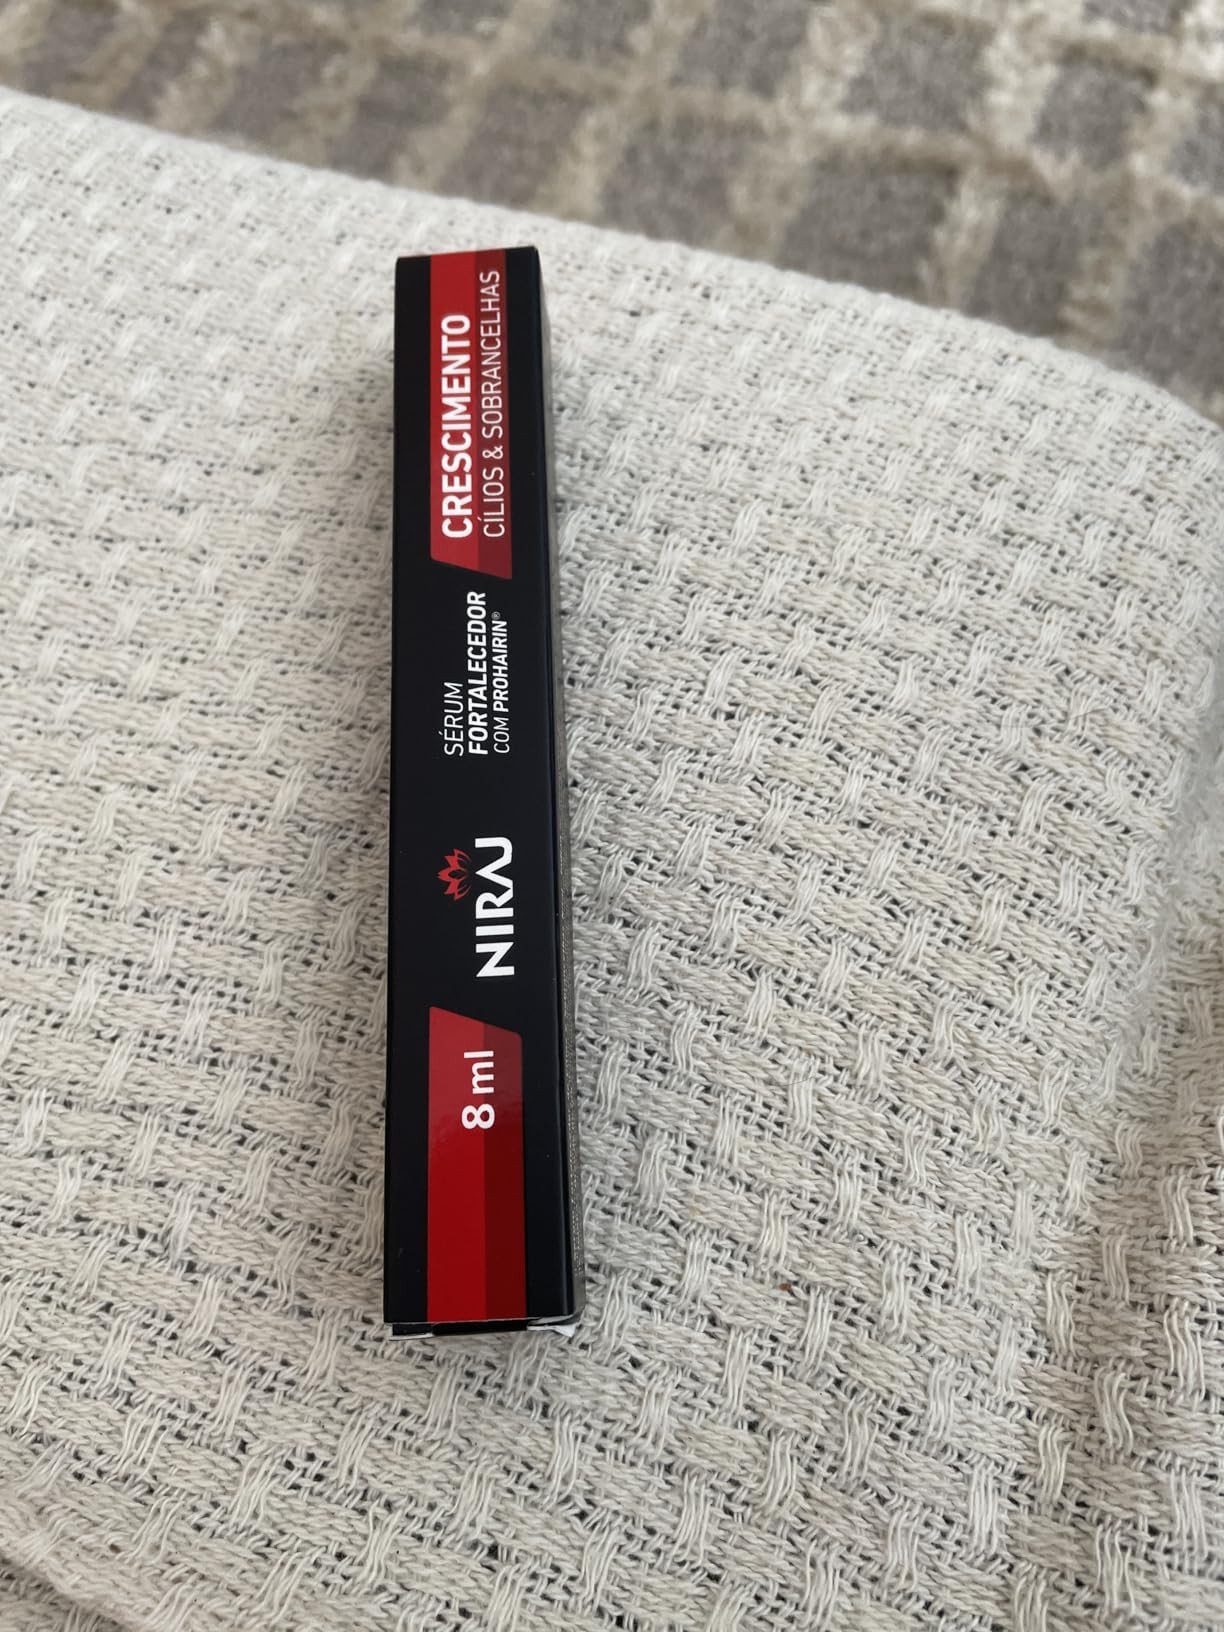 8 ml
NIRAJ
SÉRUM
FORTALECEDOR
COM PROHAIRIN®
CRESCIMENTO
CÍLIOS & SOBRANCELHAS